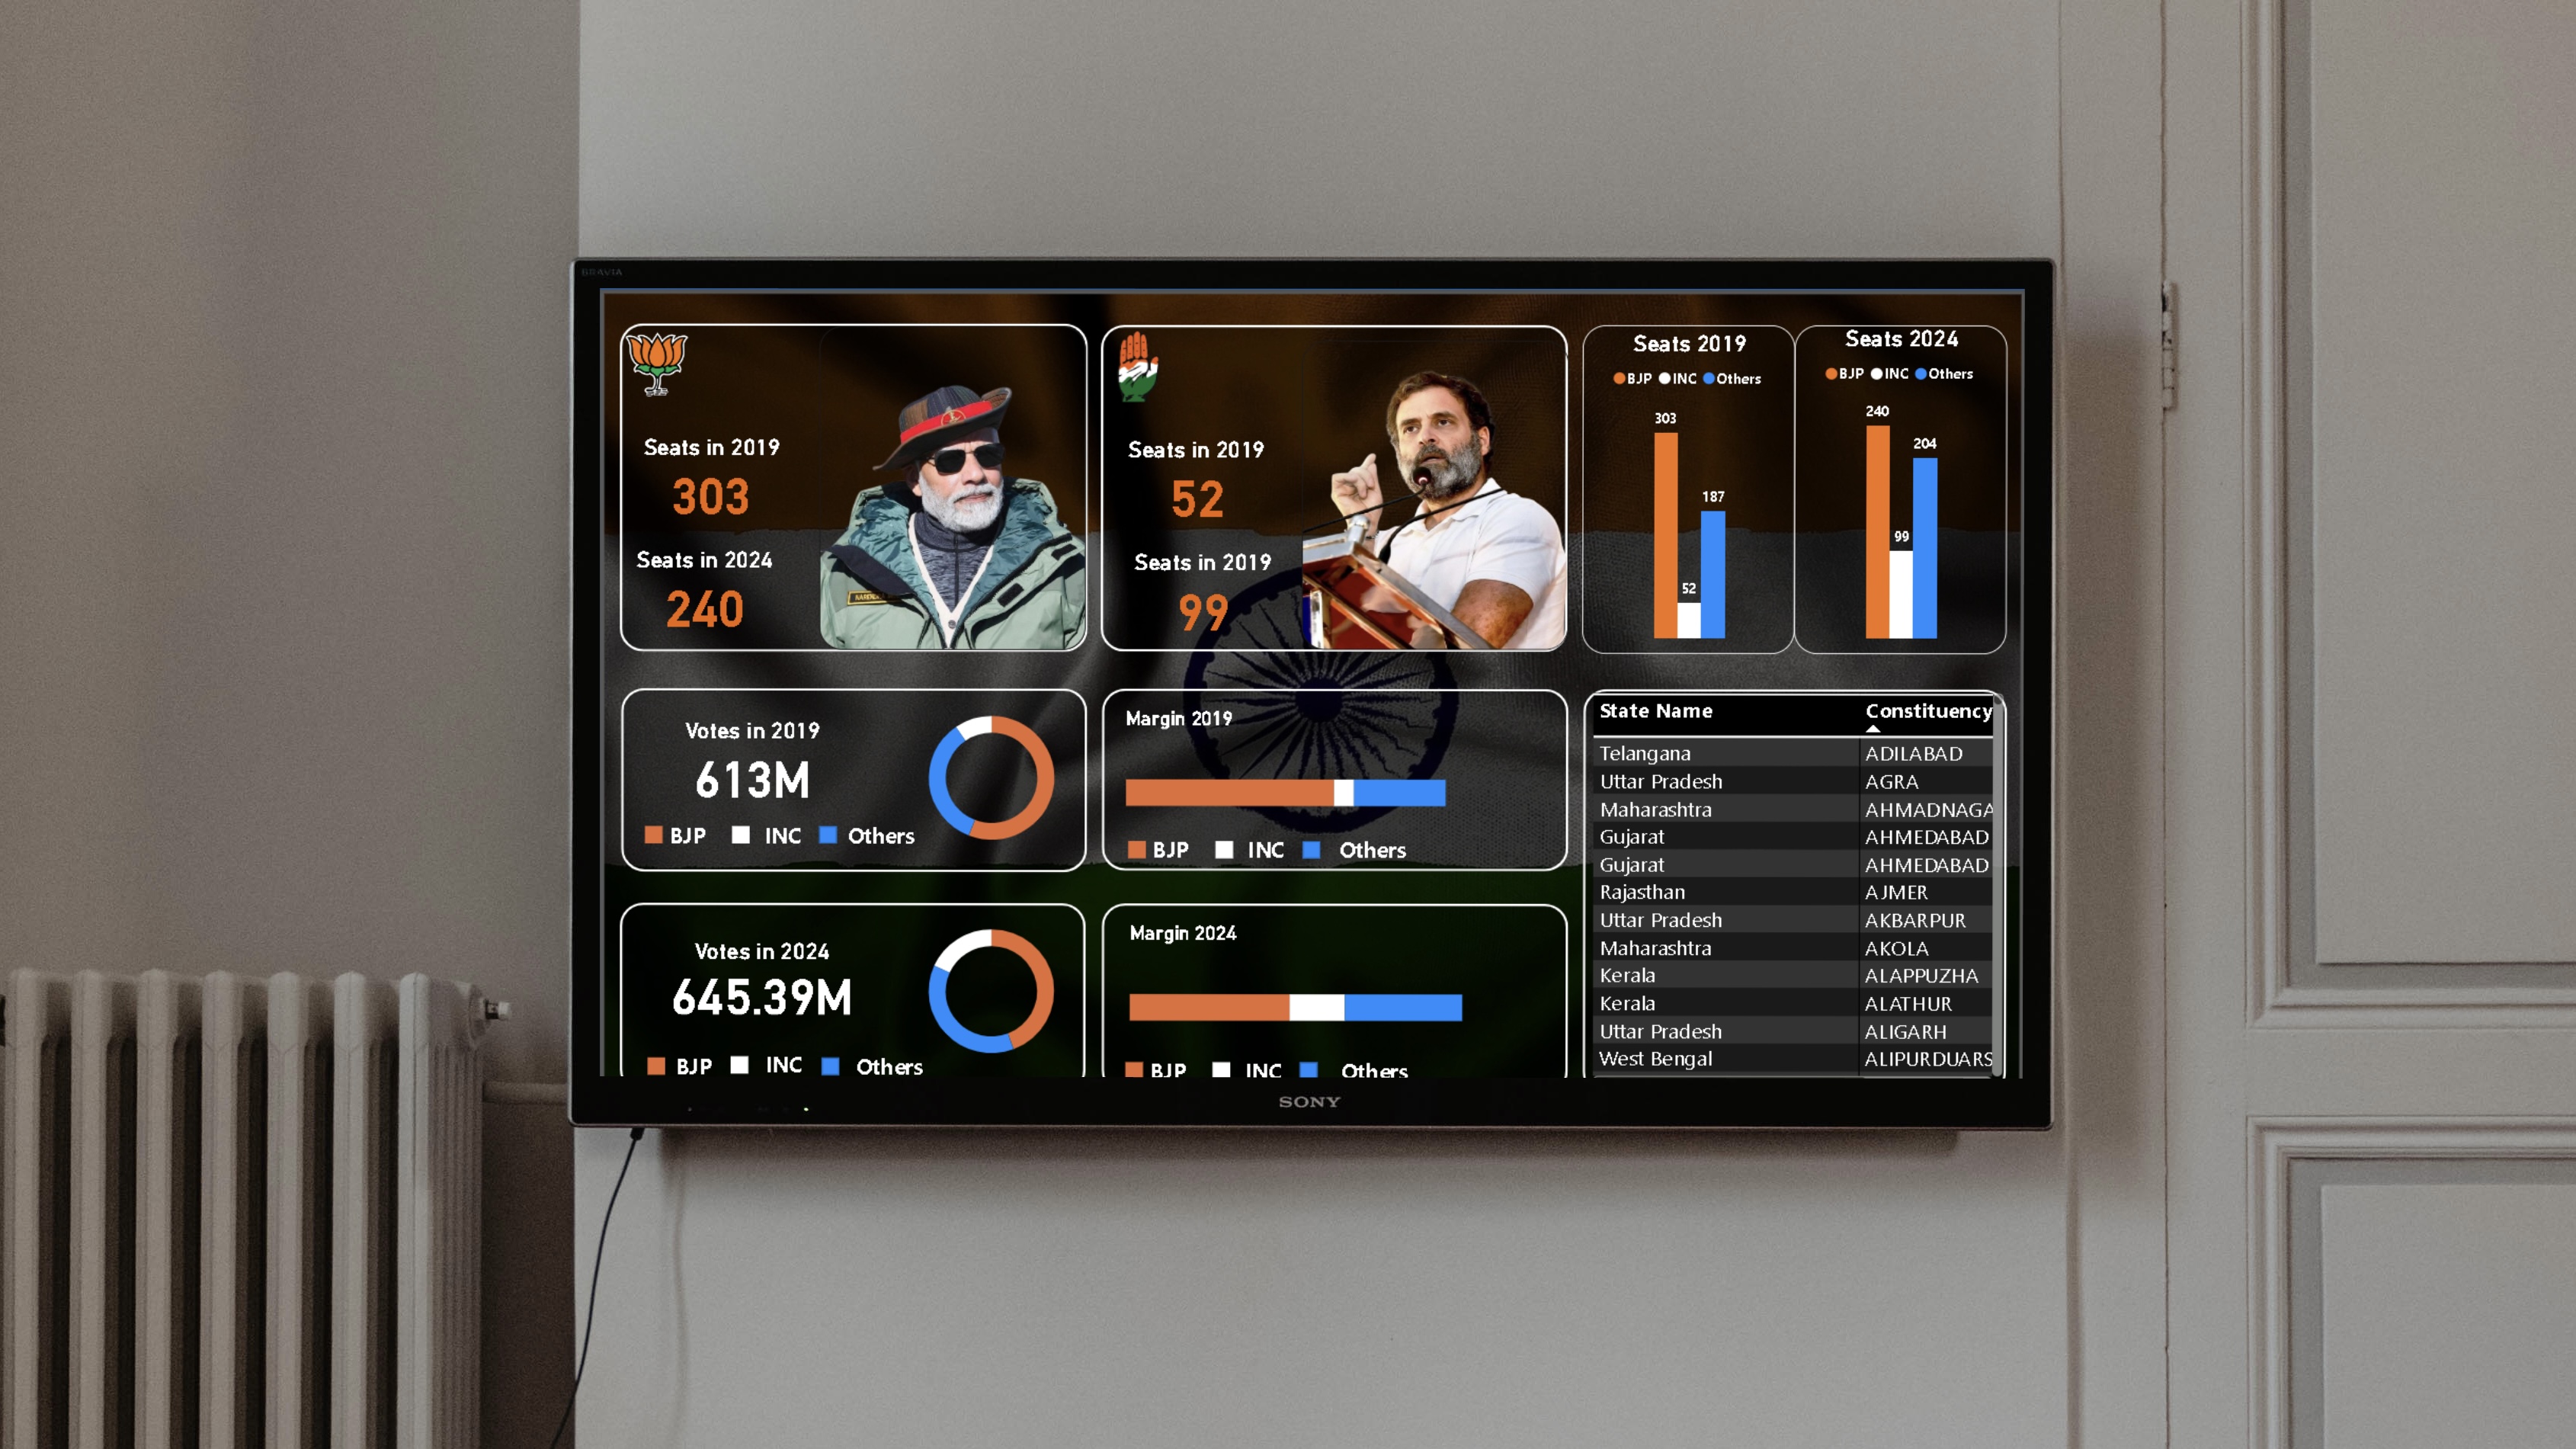 BRAVIA
Seats in 2019
303
Seats in 2024
240
Seats in 2019
52
Seats in 2019
99
Seats 2019
BJP INC Others
303
52
187
Seats 2024
BJP INC Others
240
99
204
Votes in 2019
613M
BJP INC Others
Margin 2019
BJP INC Others
Votes in 2024
645.39M
BJP INC Others
Margin 2024
BJP INC Others
State Name Constituency
Telangana ADILABAD
Uttar Pradesh AGRA
Maharashtra AHMADNAGA
Gujarat AHMEDABAD
Gujarat AHMEDABAD
Rajasthan AJMER
Uttar Pradesh AKBARPUR
Maharashtra AKOLA
Kerala ALAPPUZHA
Kerala ALATHUR
Uttar Pradesh ALIGARH
West Bengal ALIPURDUARS
SONY